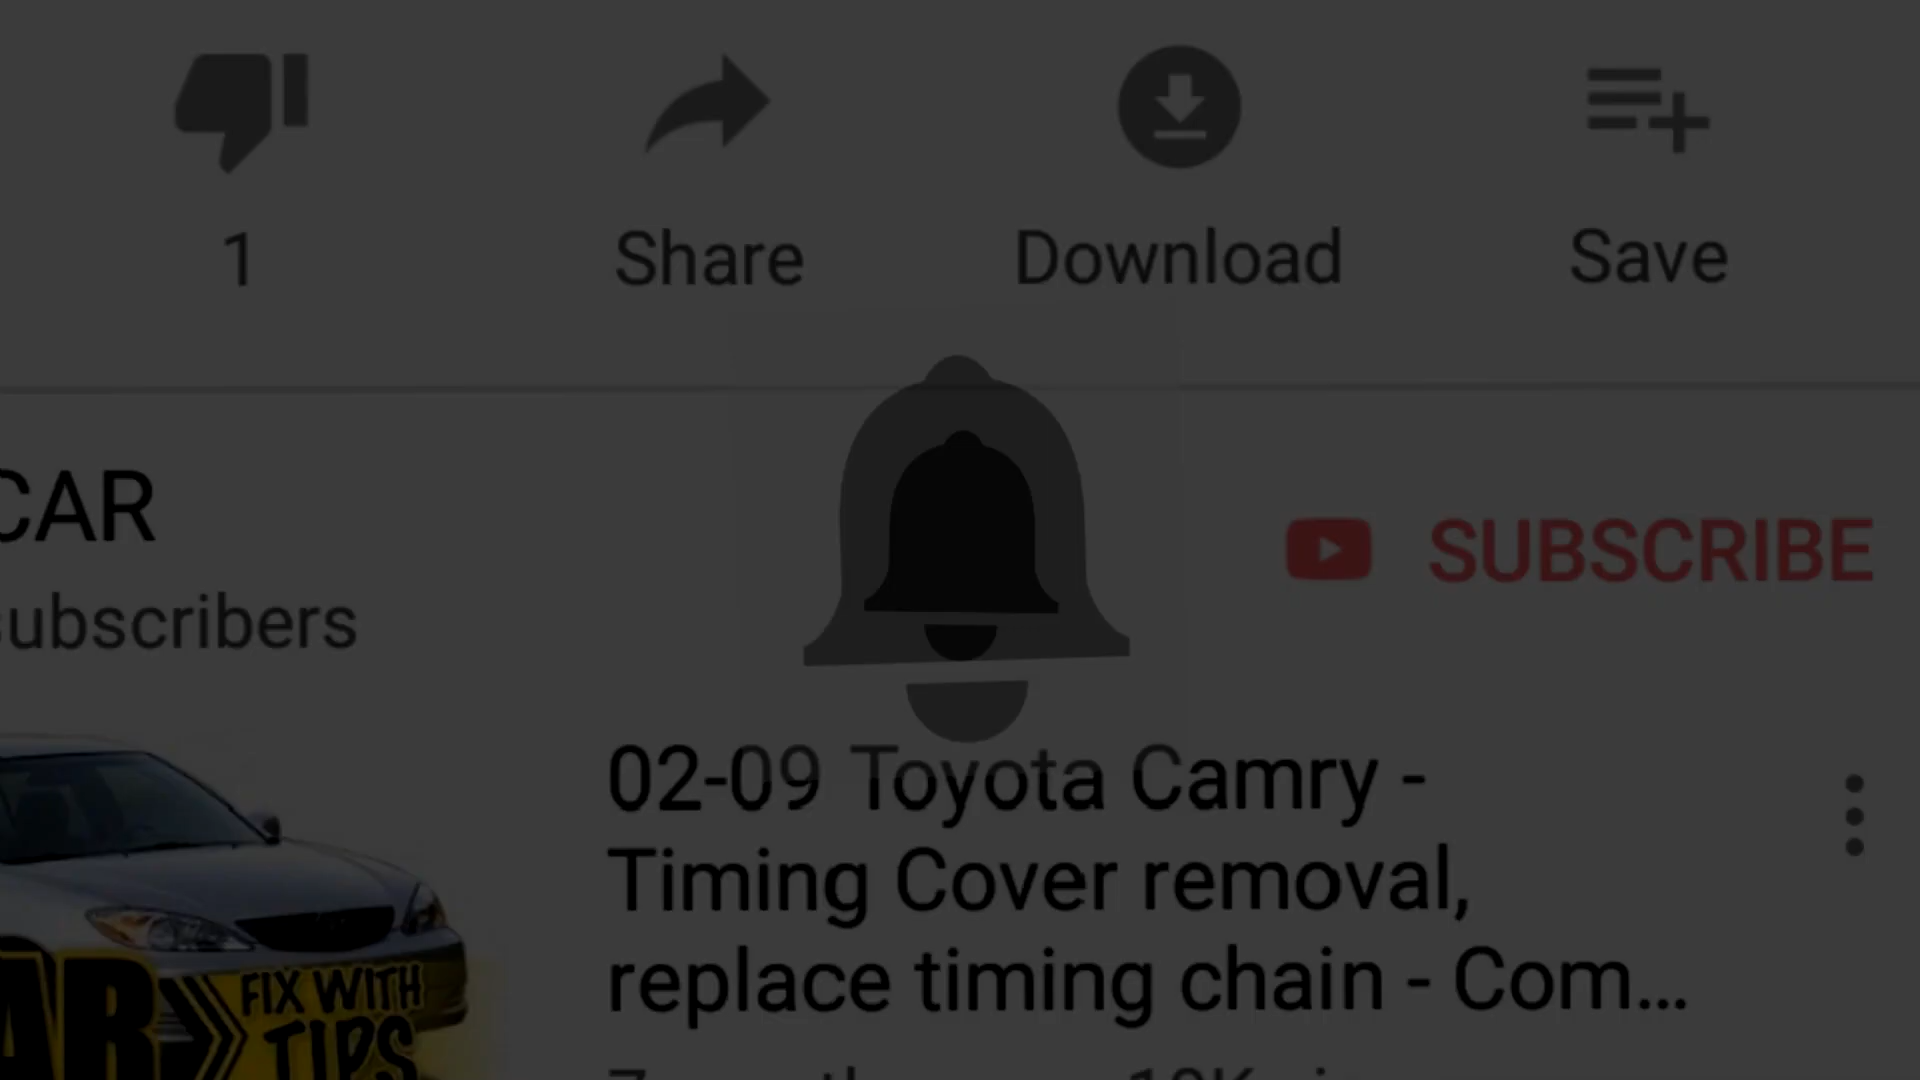 1
Share
Download
Save
CAR
subscribers
SUBSCRIBE
02-09 Toyota Camry -
Timing Cover removal,
replace timing chain - Com...
FIX WITH
TIPS